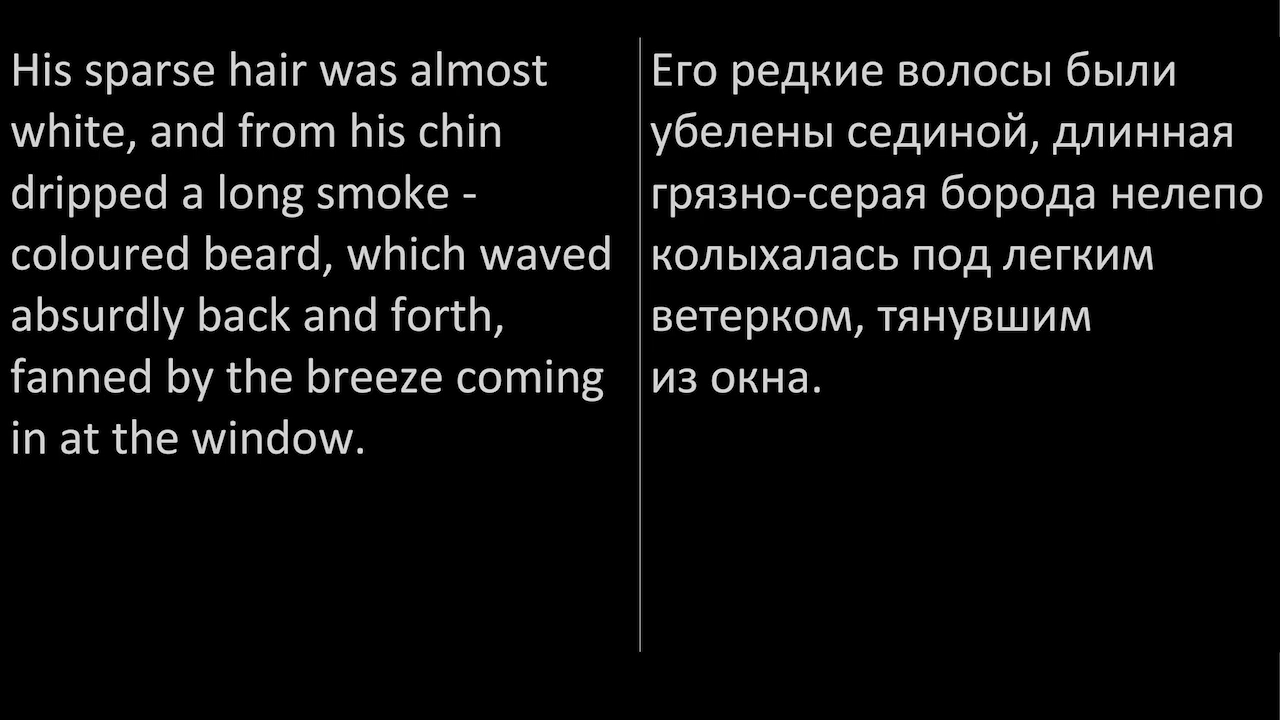 His sparse hair was almost
white, and from his chin
dripped a long smoke -
coloured beard, which waved
absurdly back and forth,
fanned by the breeze coming
in at the window.
Его редкие волосы были
убелены сединой, длинная
грязно-серая борода нелепо
колыхалась под легким
ветерком, тянувшим
из окна.